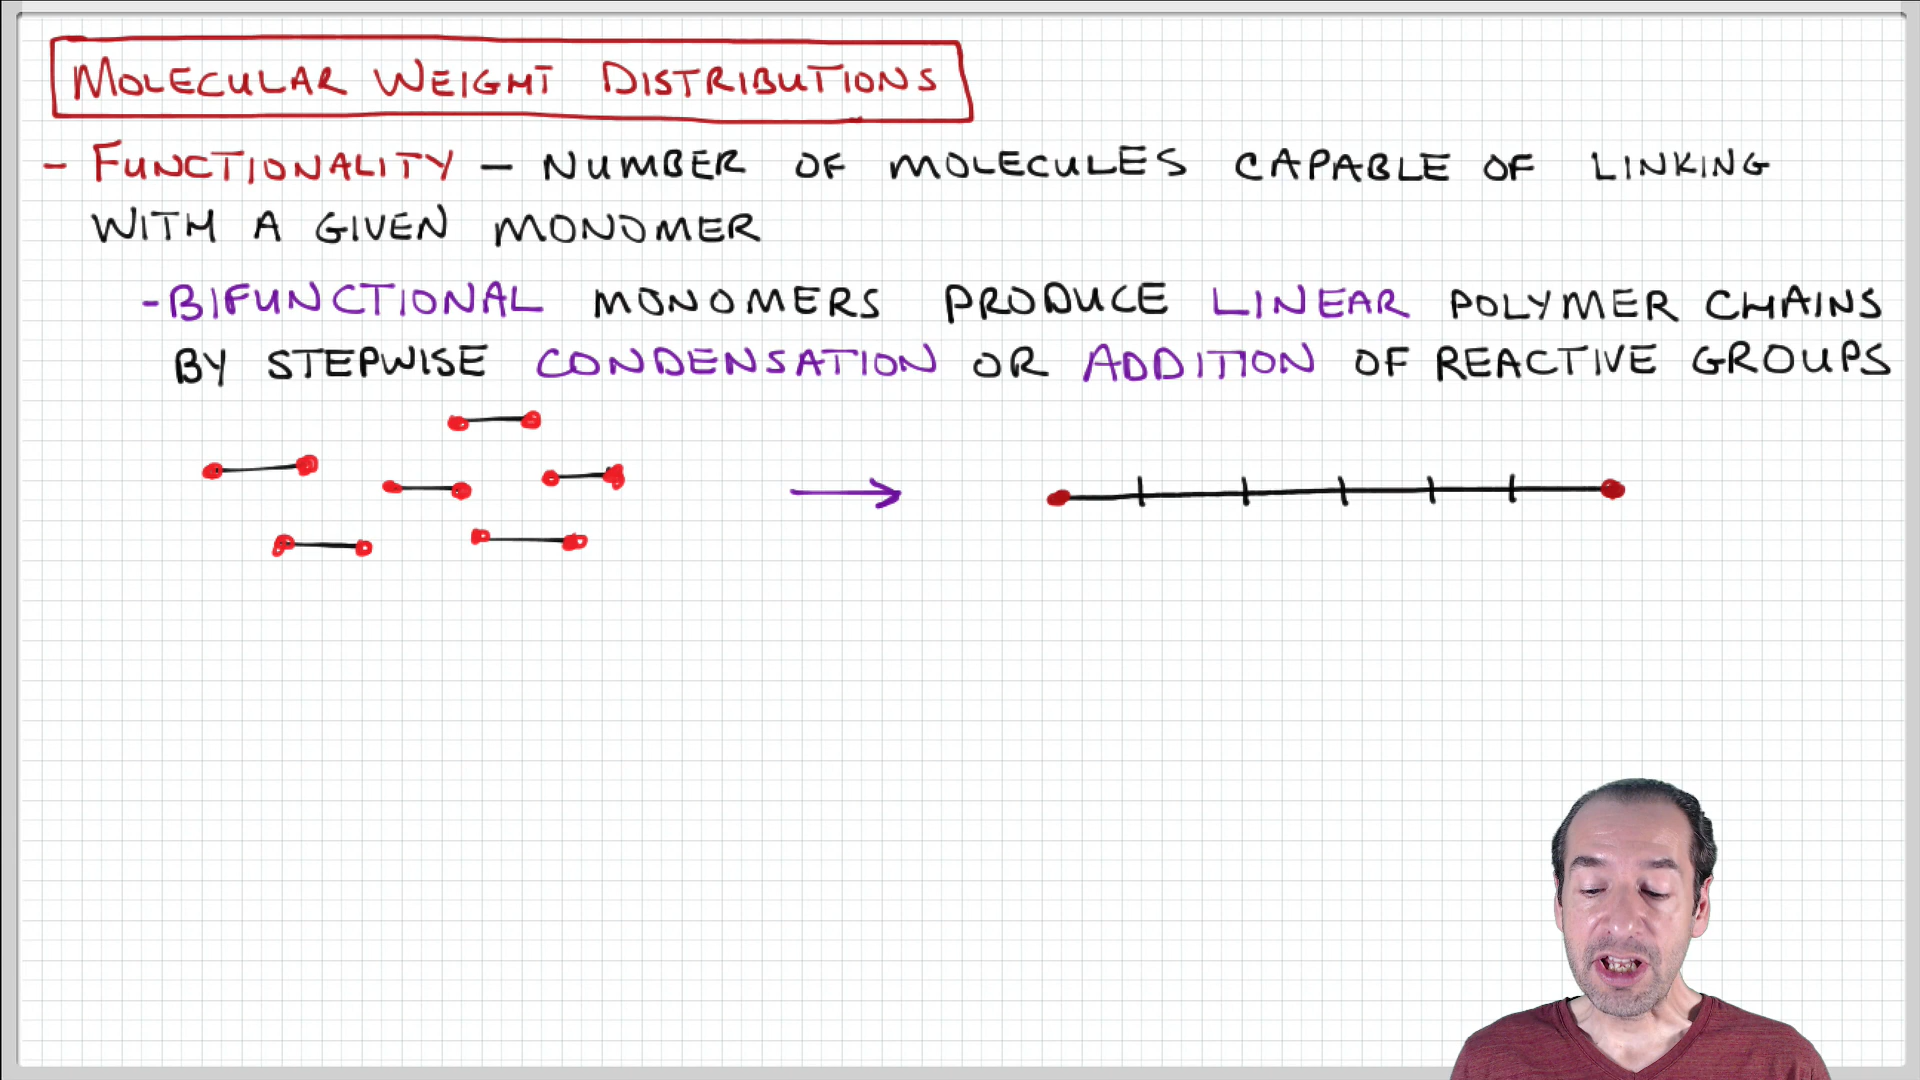 MOLECULAR WEIGHT DISTRIBUTIONS
- FUNCTIONALITY — NUMBER OF MOLECULES CAPABLE OF LINKING
WITH A GIVEN MONOMER
- BIFUNCTIONAL MONOMERS PRODUCE LINEAR POLYMER CHAINS
BY STEPWISE CONDENSATION OR ADDITION OF REACTIVE GROUPS